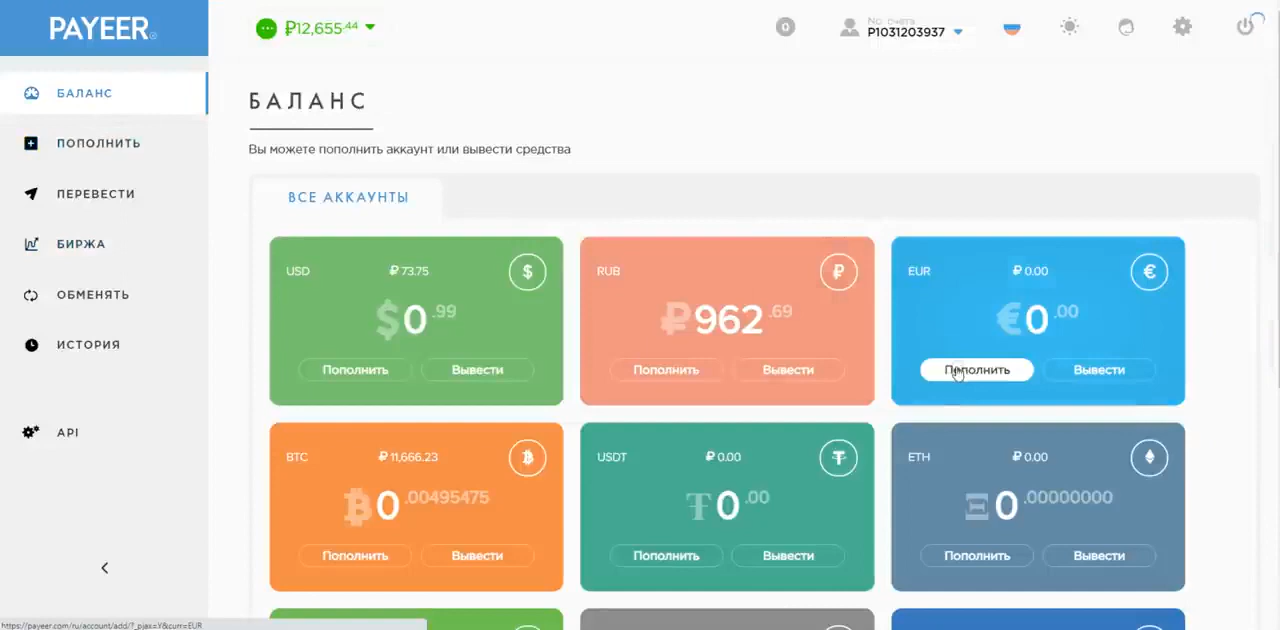 PAYEER®
₽12,655.44
0
No. счета
P1031203937
БАЛАНС
ПОПОЛНИТЬ
ПЕРЕВЕСТИ
БИРЖА
ОБМЕНЯТЬ
ИСТОРИЯ
API
БАЛАНС
Вы можете пополнить аккаунт или вывести средства
ВСЕ АККАУНТЫ
USD ₽ 73.75 $
$0.99
Пополнить Вывести
RUB ₽
₽962.69
Пополнить Вывести
EUR ₽ 0.00 €
€0.00
Пополнить Вывести
BTC ₽ 11,666.23
0.00495475
Пополнить Вывести
USDT ₽ 0.00
0.00
Пополнить Вывести
ETH ₽ 0.00
0.00000000
Пополнить Вывести
https://payeer.com/ru/account/add/?_pjax=Y&curr=EUR